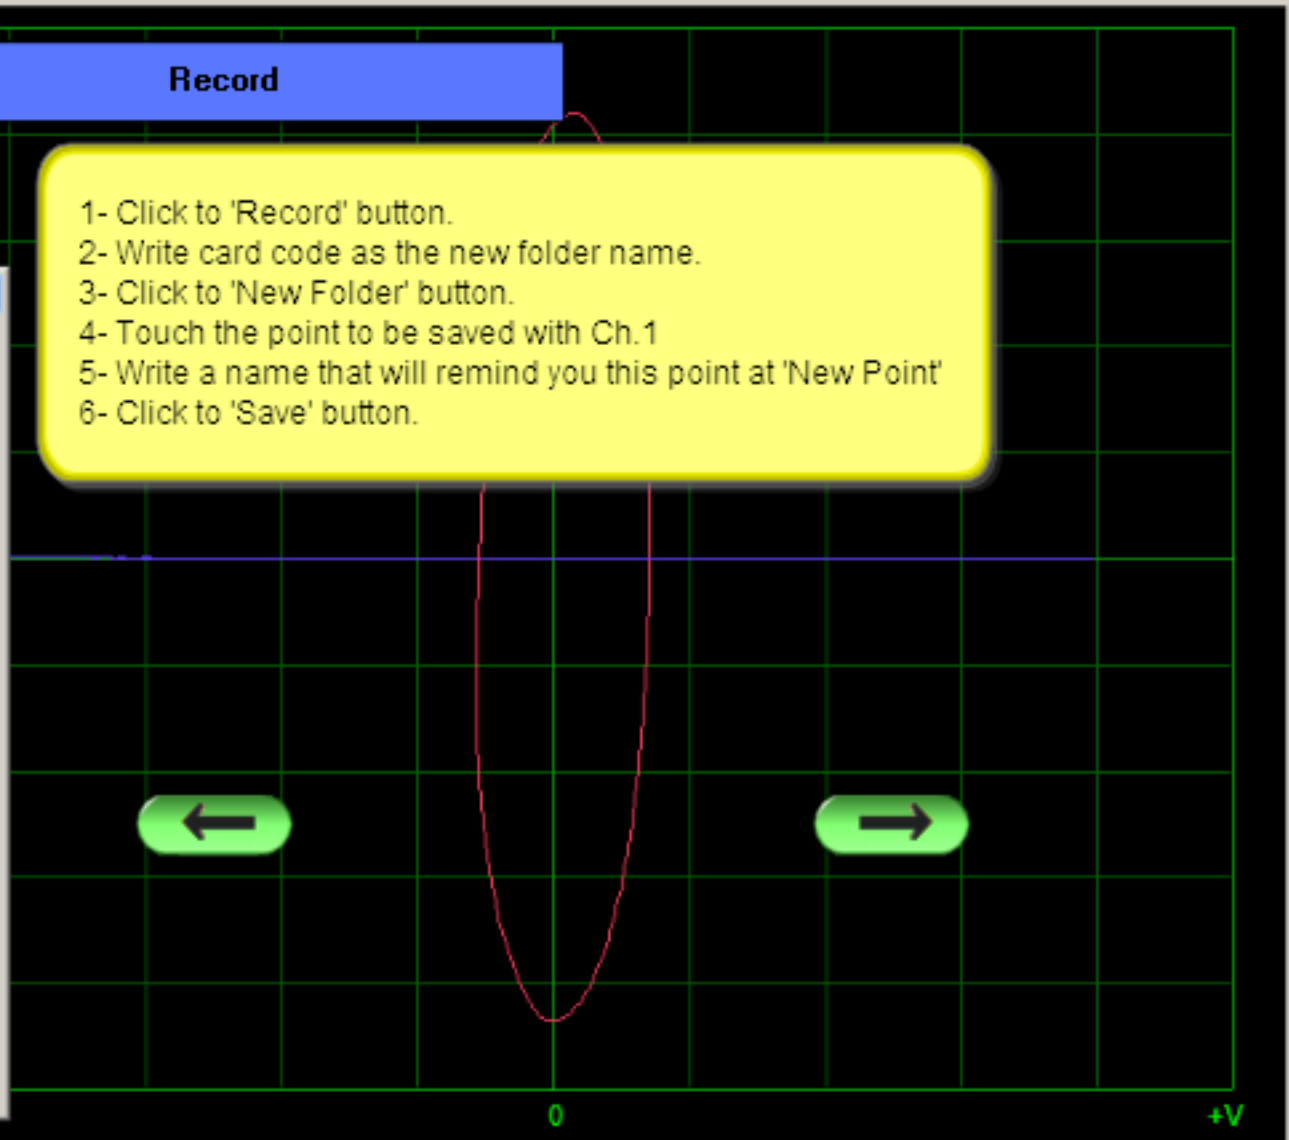 Record
1- Click to 'Record' button.
2- Write card code as the new folder name.
3- Click to 'New Folder' button.
4- Touch the point to be saved with Ch.1
5- Write a name that will remind you this point at 'New Point'
6- Click to 'Save' button.
0
+V